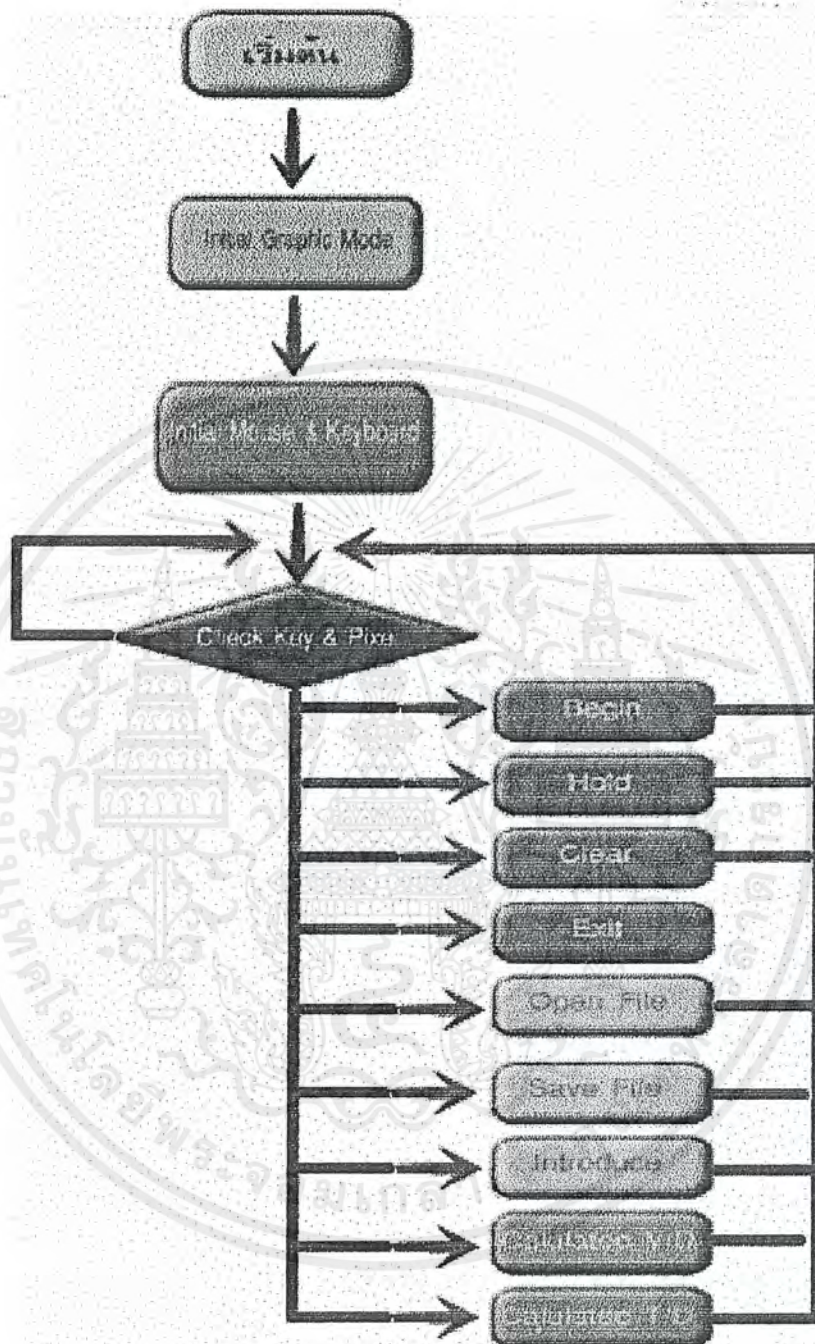 เริ่มต้น
Initial Graphic Mode
Initial Mouse & Keyboard
Check Key & Pixel
Begin
Hold
Clear
Exit
Open File
Save File
Introduce